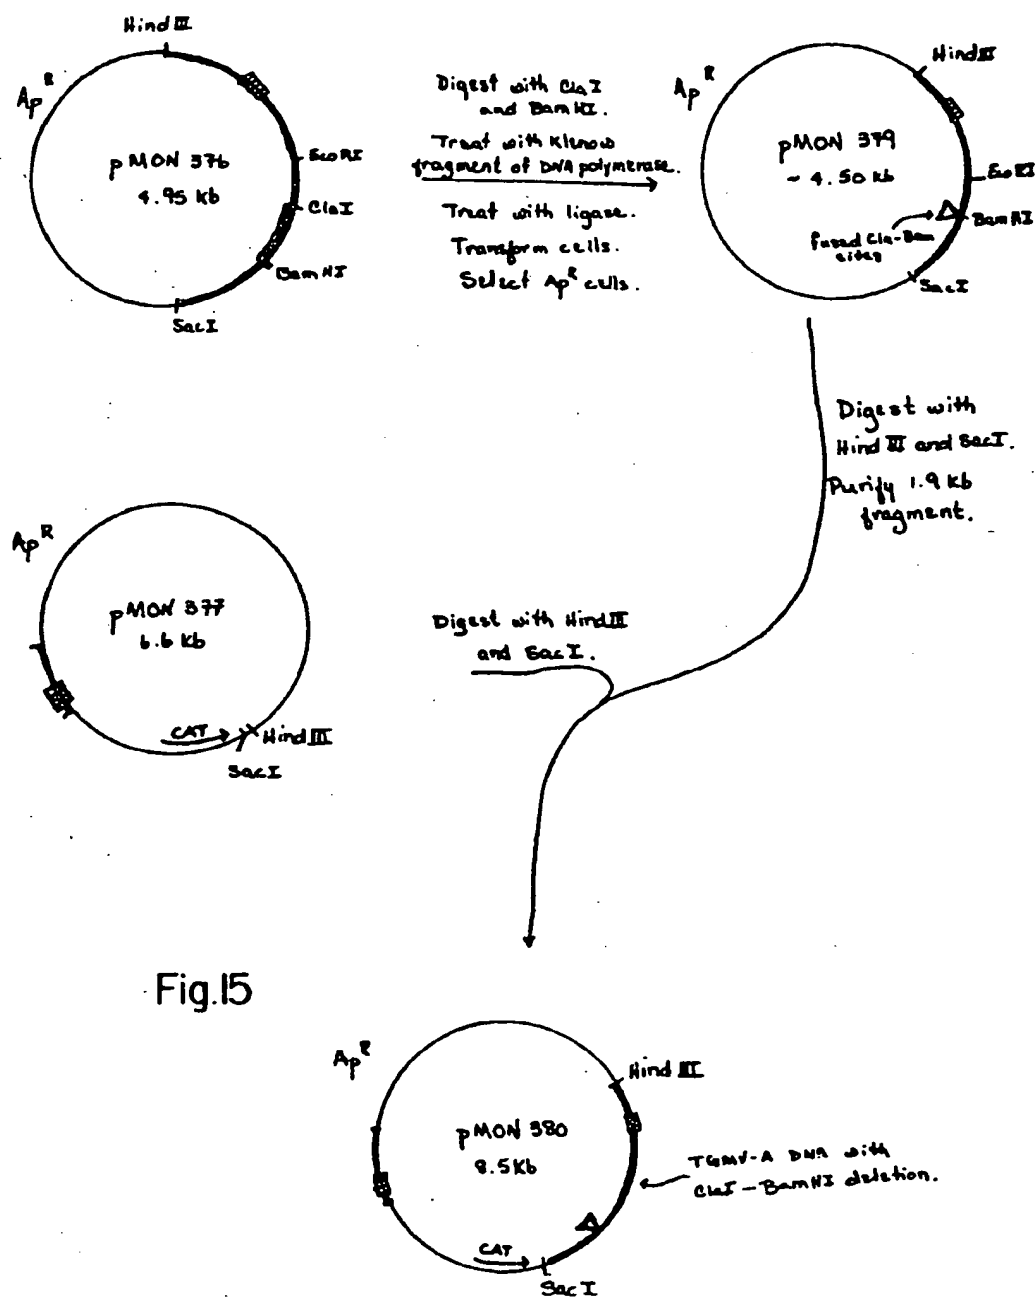 Hind III
Ap R
pMON 376
4.95 Kb
EcoRI
ClaI
BamHI
SacI
Digest with ClaI
and BamHI.
Treat with Klenow
fragment of DNA polymerase.
Treat with ligase.
Transform cells.
Select Ap R cells.
Hind III
Ap R
pMON 379
~ 4.50 Kb
EcoRI
BamHI
fused Cla-Bam
sites
SacI
Digest with
Hind III and SacI.
Purify 1.9 Kb
fragment.
Ap R
pMON 377
6.6 Kb
CAT
Hind III
SacI
Digest with Hind III
and SacI.
Fig.15
Ap R
Hind III
pMON 380
8.5Kb
TGMV-A DNA with
ClaI-BamHI deletion.
CAT
SacI